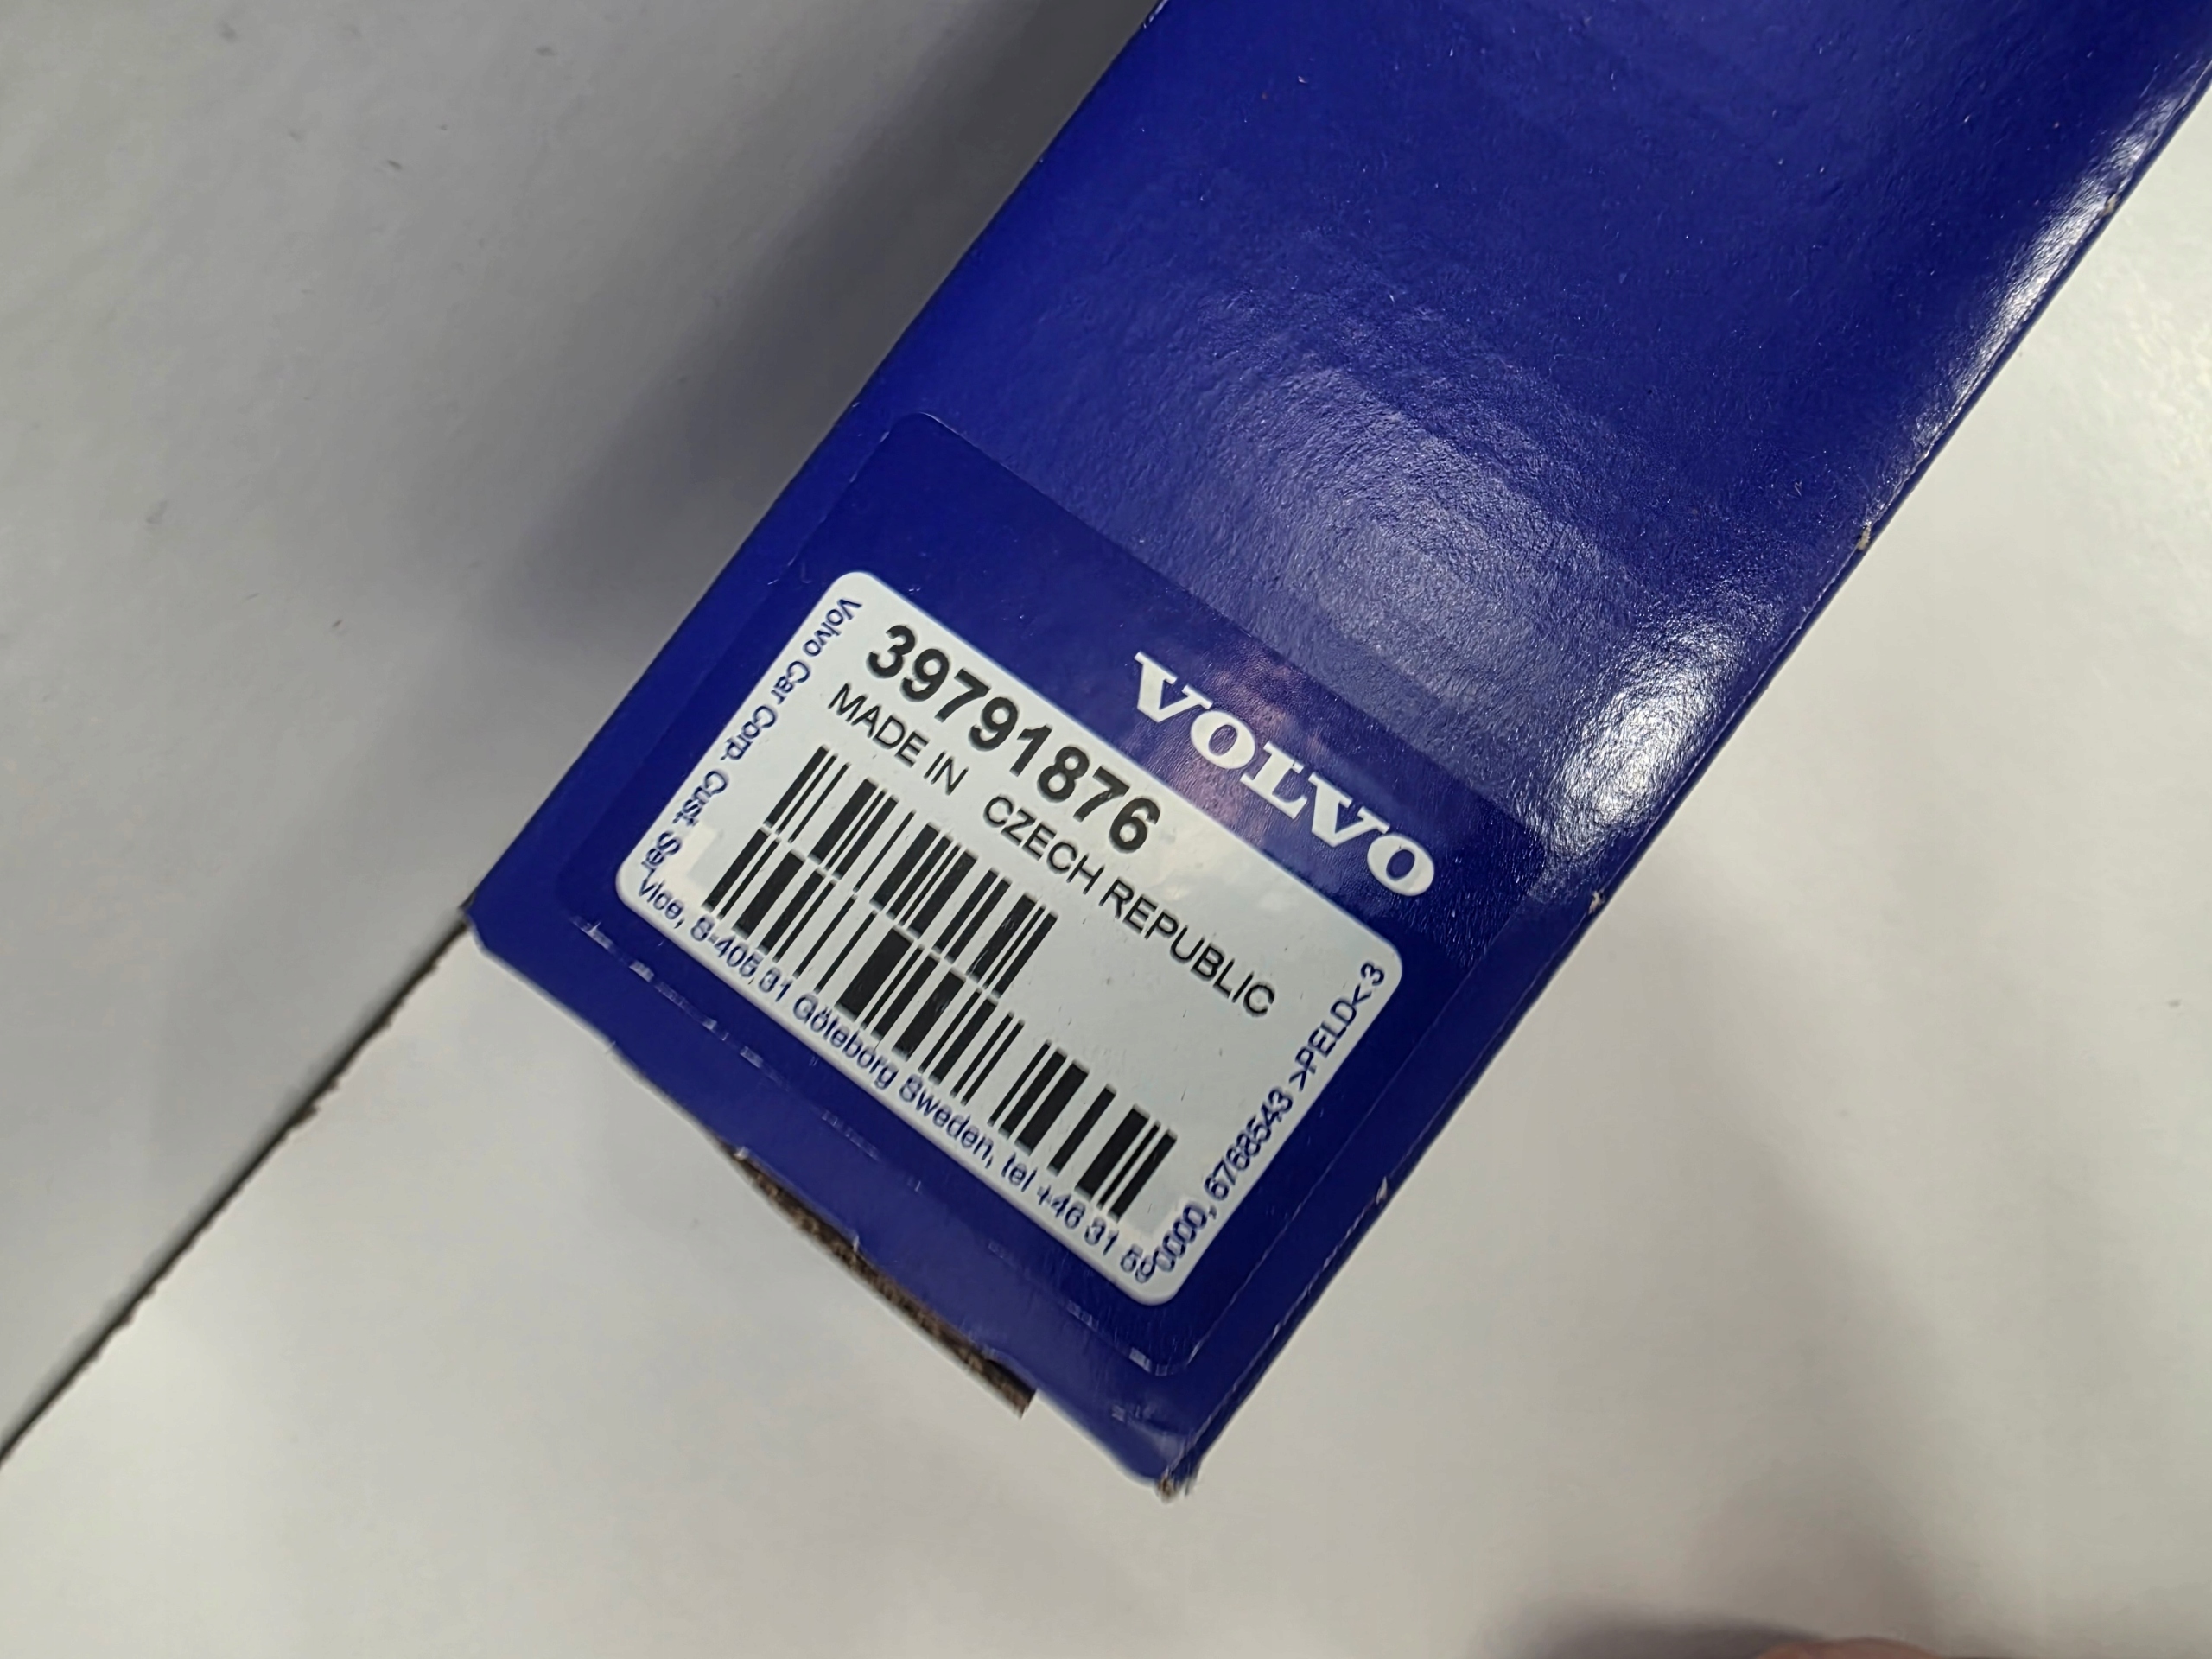 VOLVO
39791876
MADE IN CZECH REPUBLIC
Volvo Car Corp. Cust. Service, S-405 31 Göteborg Sweden, tel +46 31 590000, 6768543 >PELD< 3